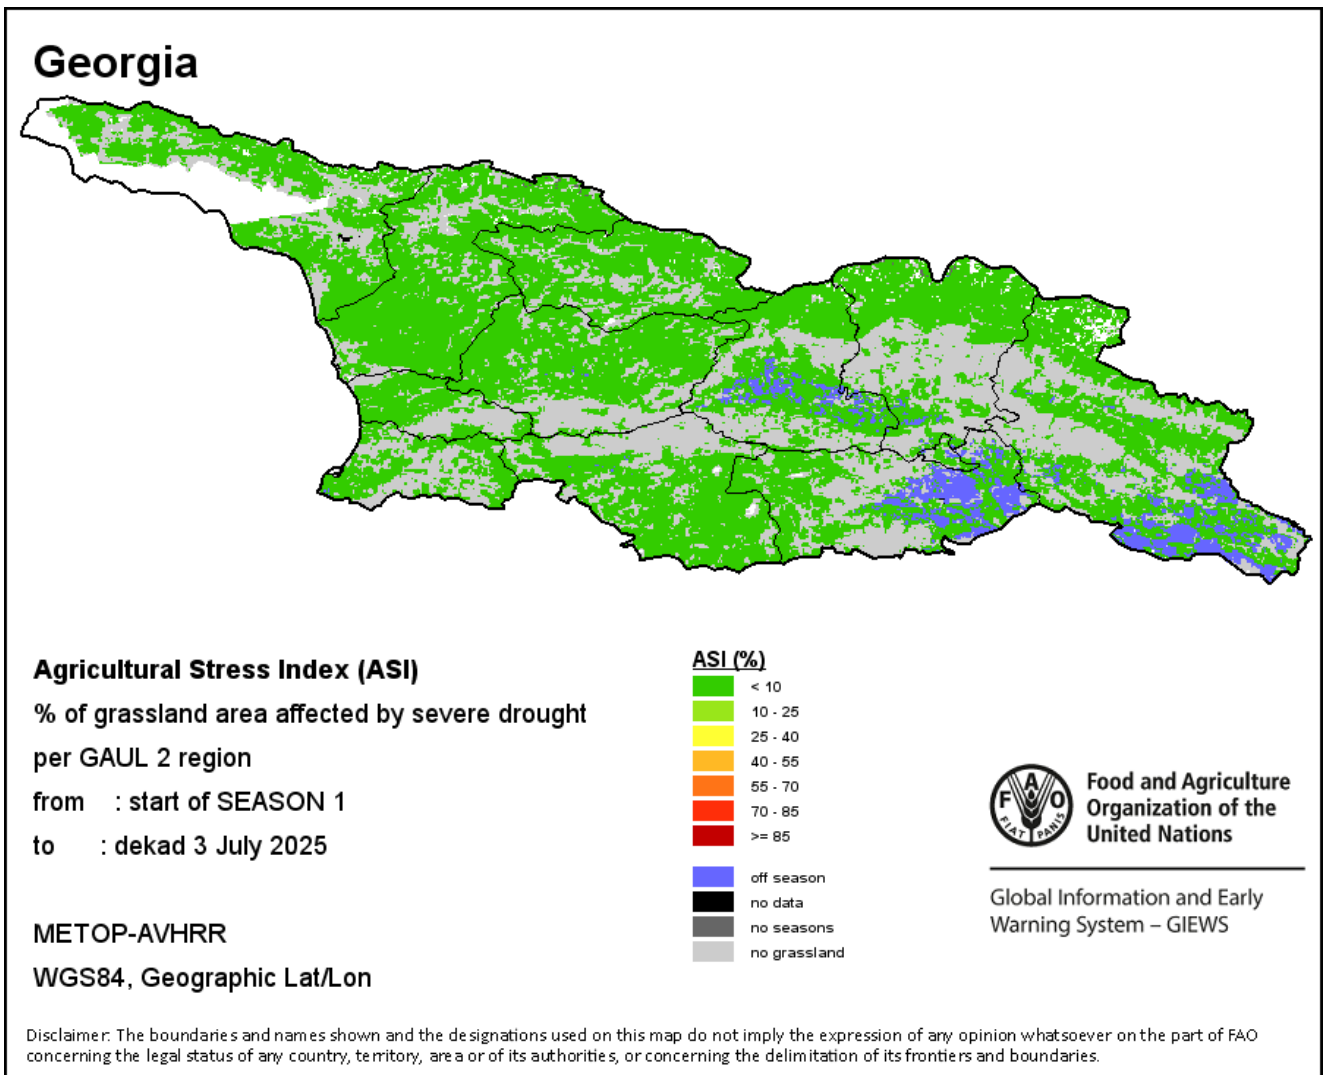 Georgia
Agricultural Stress Index (ASI)
% of grassland area affected by severe drought
per GAUL 2 region
from : start of SEASON 1
to : dekad 3 July 2025
METOP-AVHRR
WGS84, Geographic Lat/Lon
ASI (%)
< 10
10 - 25
25 - 40
40 - 55
55 - 70
70 - 85
>= 85
off season
no data
no seasons
no grassland
F A O
FIAT PANIS
Food and Agriculture
Organization of the
United Nations
Global Information and Early
Warning System – GIEWS
Disclaimer: The boundaries and names shown and the designations used on this map do not imply the expression of any opinion whatsoever on the part of FAO
concerning the legal status of any country, territory, area or of its authorities, or concerning the delimitation of its frontiers and boundaries.